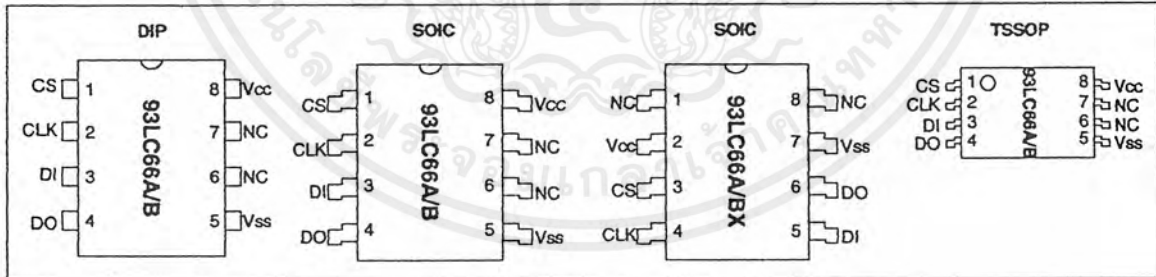 DIP
CS 1 8 Vcc
CLK 2 7 NC
DI 3 6 NC
DO 4 5 Vss
93LC66A/B
SOIC
CS 1 8 Vcc
CLK 2 7 NC
DI 3 6 NC
DO 4 5 Vss
93LC66A/B
SOIC
NC 1 8 NC
Vcc 2 7 Vss
CS 3 6 DO
CLK 4 5 DI
93LC66A/BX
TSSOP
CS 1 8 Vcc
CLK 2 7 NC
DI 3 6 NC
DO 4 5 Vss
93LC66A/B